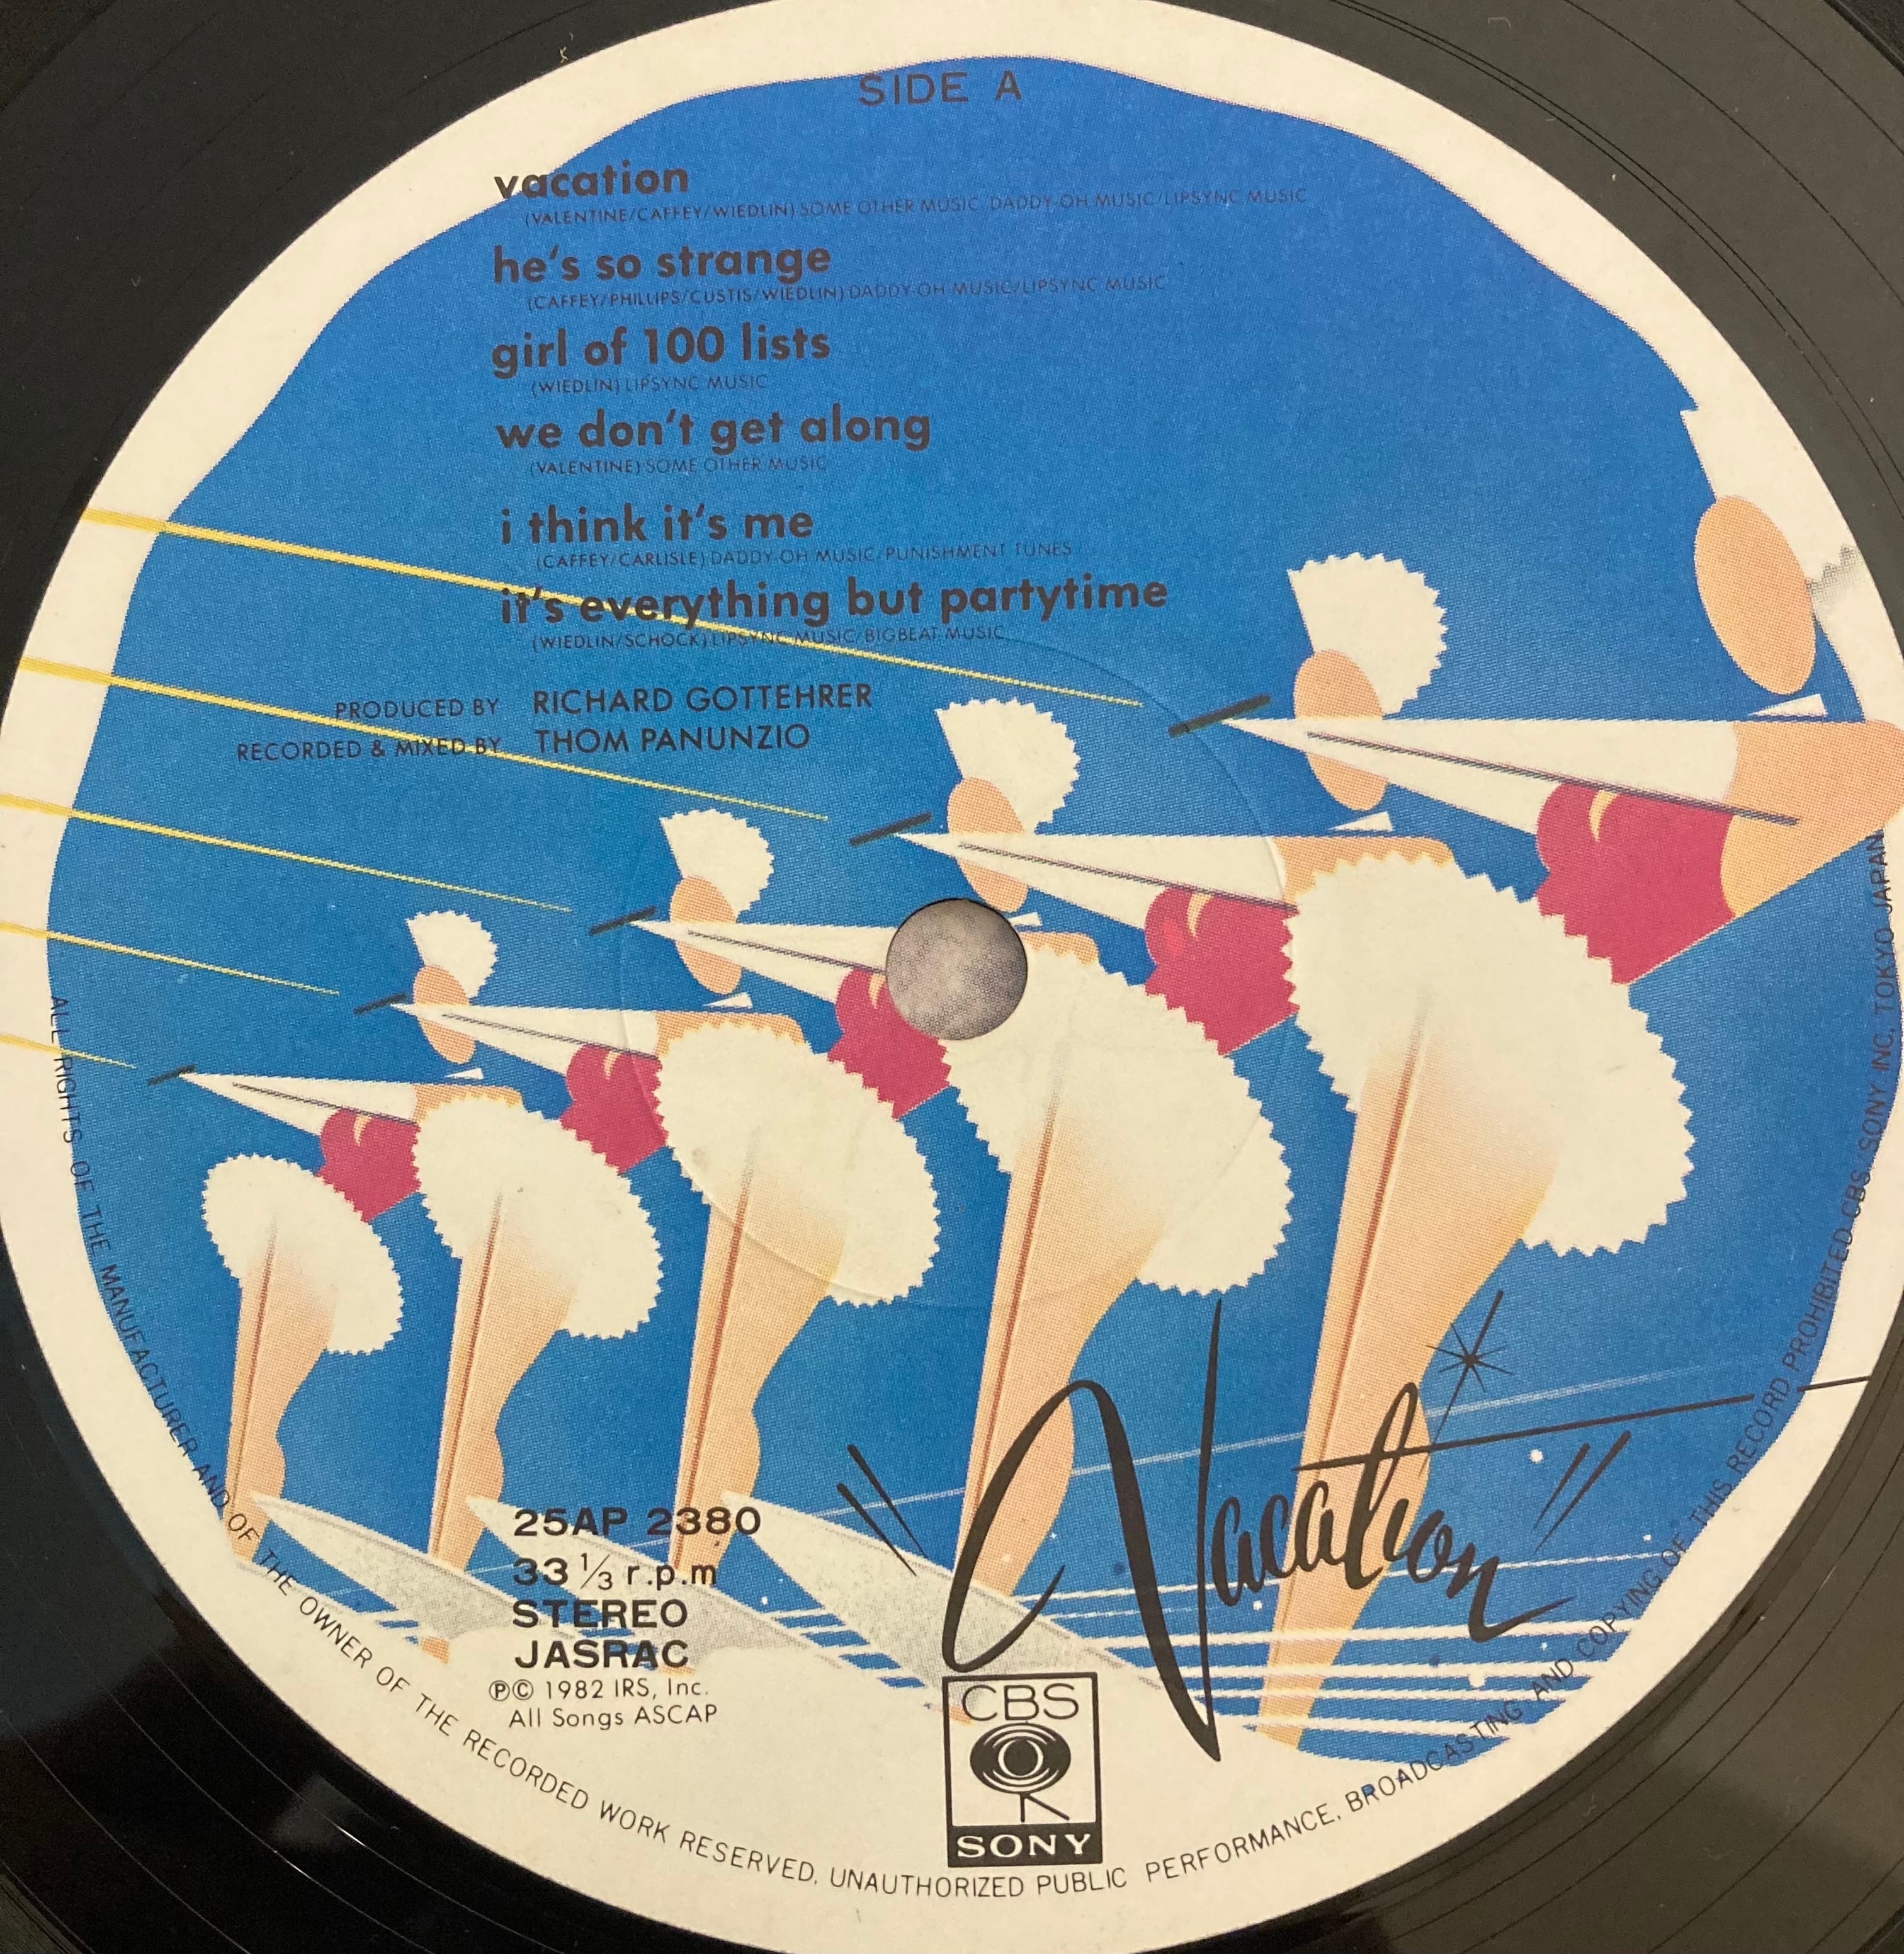 SIDE A
vacation
(VALENTINE/CAFFEY/WIEDLIN) SOME OTHER MUSIC/DADDY-OH MUSIC/LIPSYNC MUSIC
he's so strange
(CAFFEY/PHILLIPS/CUSTIS/WIEDLIN) DADDY-OH MUSIC/LIPSYNC MUSIC
girl of 100 lists
(WIEDLIN) LIPSYNC MUSIC
we don't get along
(VALENTINE) SOME OTHER MUSIC
i think it's me
(CAFFEY/CARLISLE) DADDY-OH MUSIC/PUNISHMENT TUNES
it's everything but partytime
(WIEDLIN/SCHOCK) LIPSYNC MUSIC/BIGBEAT MUSIC
PRODUCED BY RICHARD GOTTEHRER
RECORDED & MIXED BY THOM PANUNZIO
"Vacation"
25AP 2380
33 ⅓ r.p.m
STEREO
JASRAC
℗© 1982 IRS, Inc.
All Songs ASCAP
CBS
SONY
ALL RIGHTS OF THE MANUFACTURER AND OF THE OWNER OF THE RECORDED WORK RESERVED. UNAUTHORIZED PUBLIC PERFORMANCE. BROADCASTING AND COPYING OF THIS RECORD PROHIBITED. CBS/SONY INC. TOKYO JAPAN